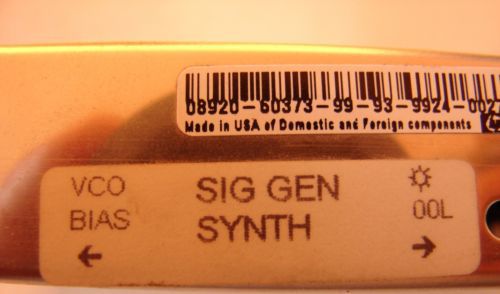 08920-60373-99-93-9924-002
Made in USA of Domestic and Foreign components
VCO SIG GEN
BIAS SYNTH OOL
← →